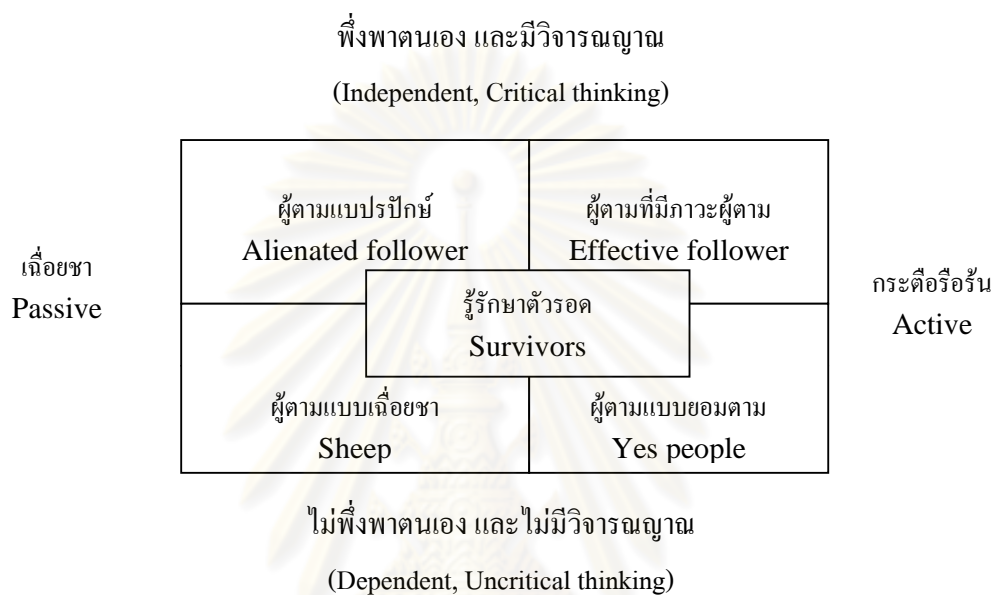 พึ่งพาตนเอง และมีวิจารณญาณ
(Independent, Critical thinking)
ผู้ตามแบบปรปักษ์
Alienated follower
ผู้ตามที่มีภาวะผู้ตาม
Effective follower
เฉื่อยชา
Passive
รู้รักษาตัวรอด
Survivors
กระตือรือร้น
Active
ผู้ตามแบบเฉื่อยชา
Sheep
ผู้ตามแบบยอมตาม
Yes people
ไม่พึ่งพาตนเอง และไม่มีวิจารณญาณ
(Dependent, Uncritical thinking)